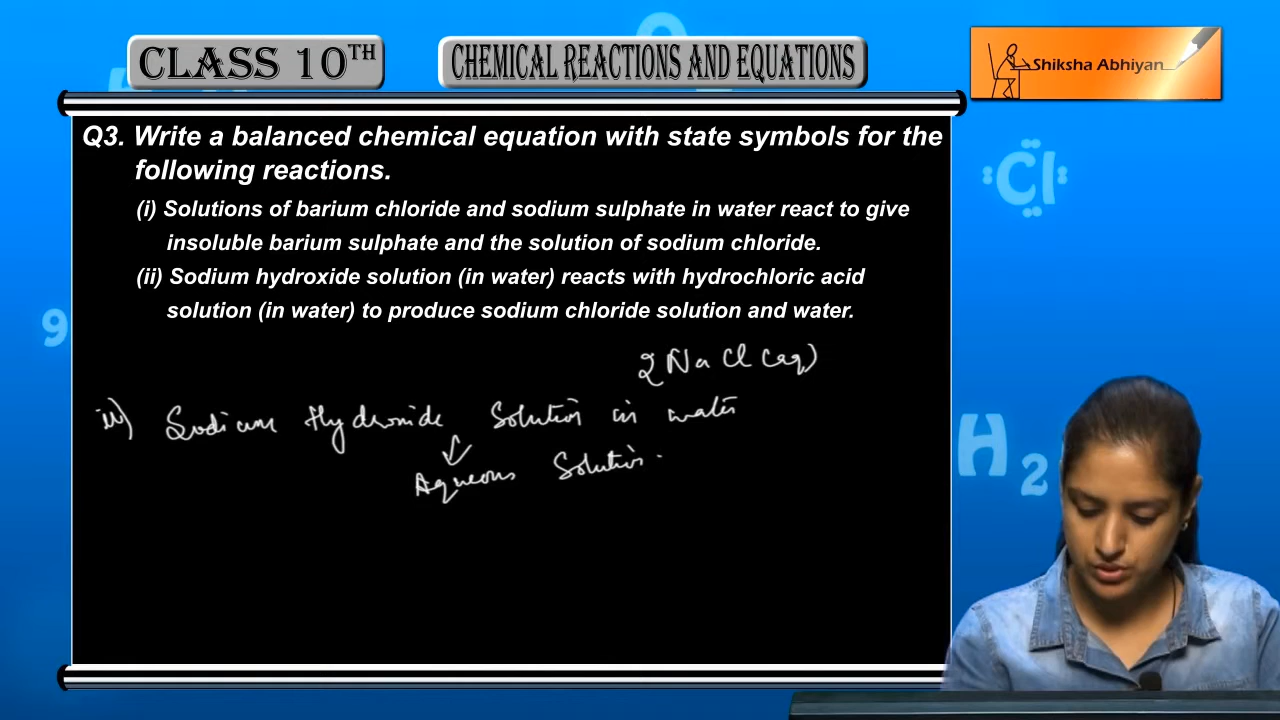 CLASS 10TH
CHEMICAL REACTIONS AND EQUATIONS
Shiksha Abhiyan
Q3. Write a balanced chemical equation with state symbols for the
following reactions.
(i) Solutions of barium chloride and sodium sulphate in water react to give
insoluble barium sulphate and the solution of sodium chloride.
(ii) Sodium hydroxide solution (in water) reacts with hydrochloric acid
solution (in water) to produce sodium chloride solution and water.
2NaCl(aq)
ii) Sodium Hydroxide Solution in water
Aqueous Solution.
9
Cl
H2